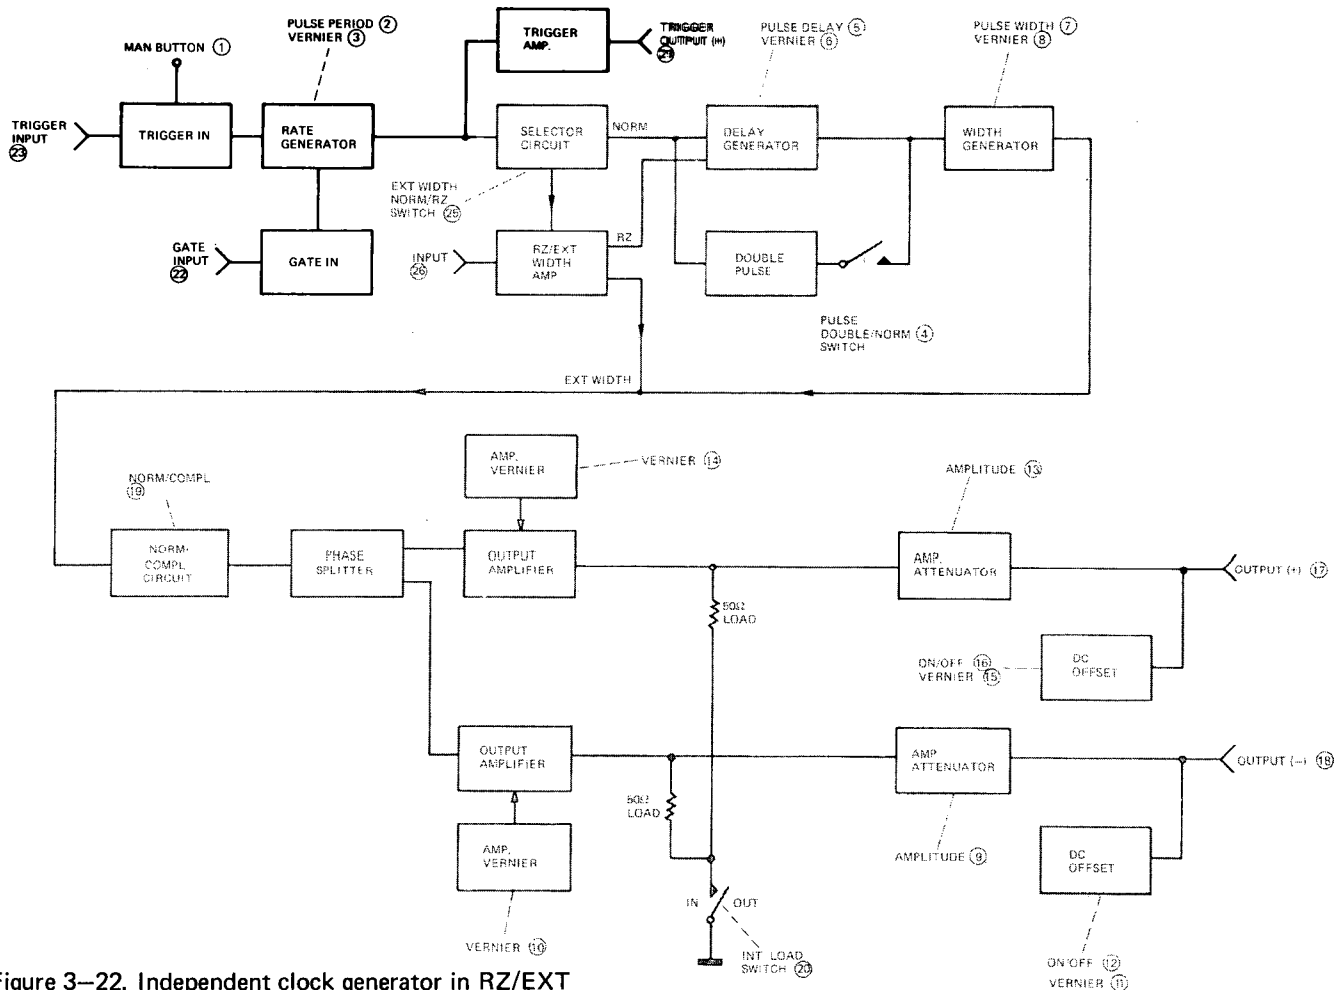 PULSE PERIOD ②
VERNIER ③
MAN BUTTON ①
TRIGGER
INPUT
㉓
TRIGGER IN
RATE
GENERATOR
GATE
INPUT
㉒
GATE IN
TRIGGER
AMP.
TRIGGER
OUTPUT (+)
SELECTOR
CIRCUIT
NORM
EXT WIDTH
NORM/RZ
SWITCH ㉕
INPUT
㉖
RZ/EXT
WIDTH
AMP
RZ
PULSE DELAY ⑤
VERNIER ⑥
DELAY
GENERATOR
DOUBLE
PULSE
PULSE
DOUBLE/NORM ④
SWITCH
PULSE WIDTH ⑦
VERNIER ⑧
WIDTH
GENERATOR
EXT WIDTH
NORM/COMPL
⑲
NORM-
COMPL
CIRCUIT
PHASE
SPLITTER
AMP.
VERNIER
VERNIER ⑭
OUTPUT
AMPLIFIER
50Ω
LOAD
AMPLITUDE ⑬
AMP.
ATTENUATOR
OUTPUT (+) ⑰
ON/OFF ⑯
VERNIER ⑮
DC
OFFSET
OUTPUT
AMPLIFIER
AMP.
VERNIER
VERNIER ⑩
50Ω
LOAD
IN OUT
INT LOAD
SWITCH ⑳
AMP
ATTENUATOR
AMPLITUDE ⑨
OUTPUT (−) ⑱
DC
OFFSET
ON/OFF ⑫
VERNIER ⑪
Figure 3–22. Independent clock generator in RZ/EXT